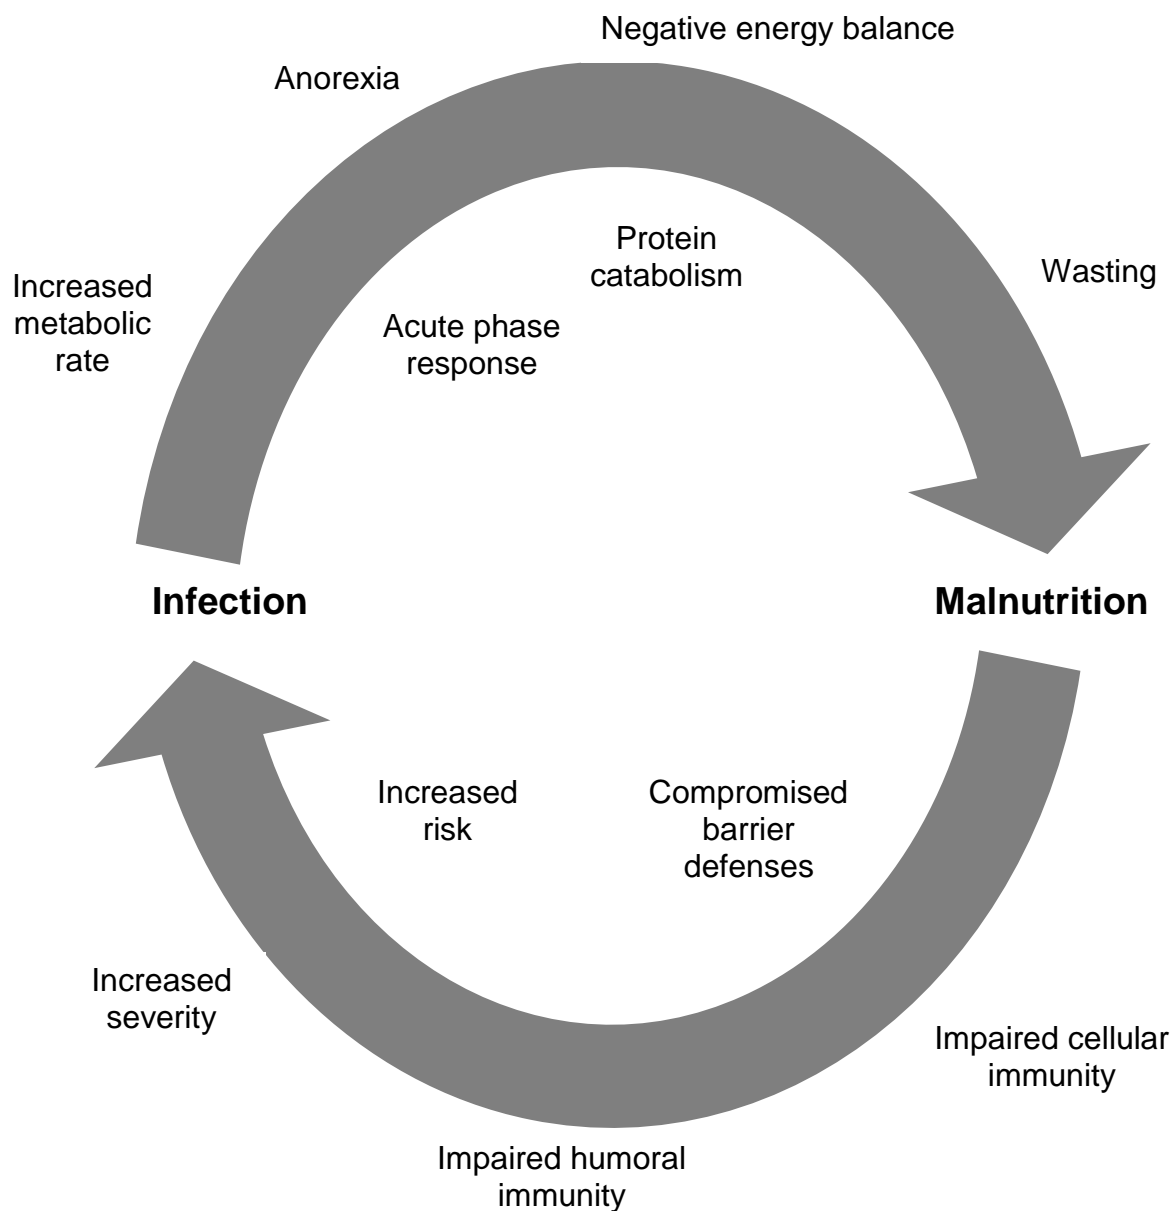 Negative energy balance
Anorexia
Protein
catabolism
Wasting
Increased
metabolic
rate
Acute phase
response
Infection
Malnutrition
Increased
risk
Compromised
barrier
defenses
Increased
severity
Impaired cellular
immunity
Impaired humoral
immunity